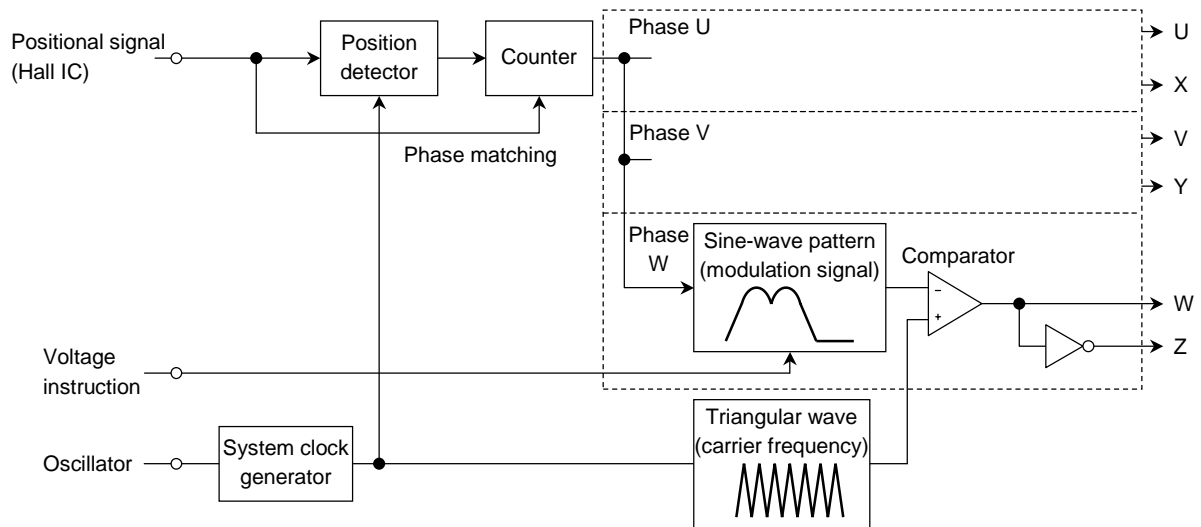 Positional signal
(Hall IC)
Position
detector
Counter
Phase matching
Phase U
U
X
Phase V
V
Y
Phase
W
Sine-wave pattern
(modulation signal)
Comparator
−
+
W
Z
Voltage
instruction
Oscillator
System clock
generator
Triangular wave
(carrier frequency)